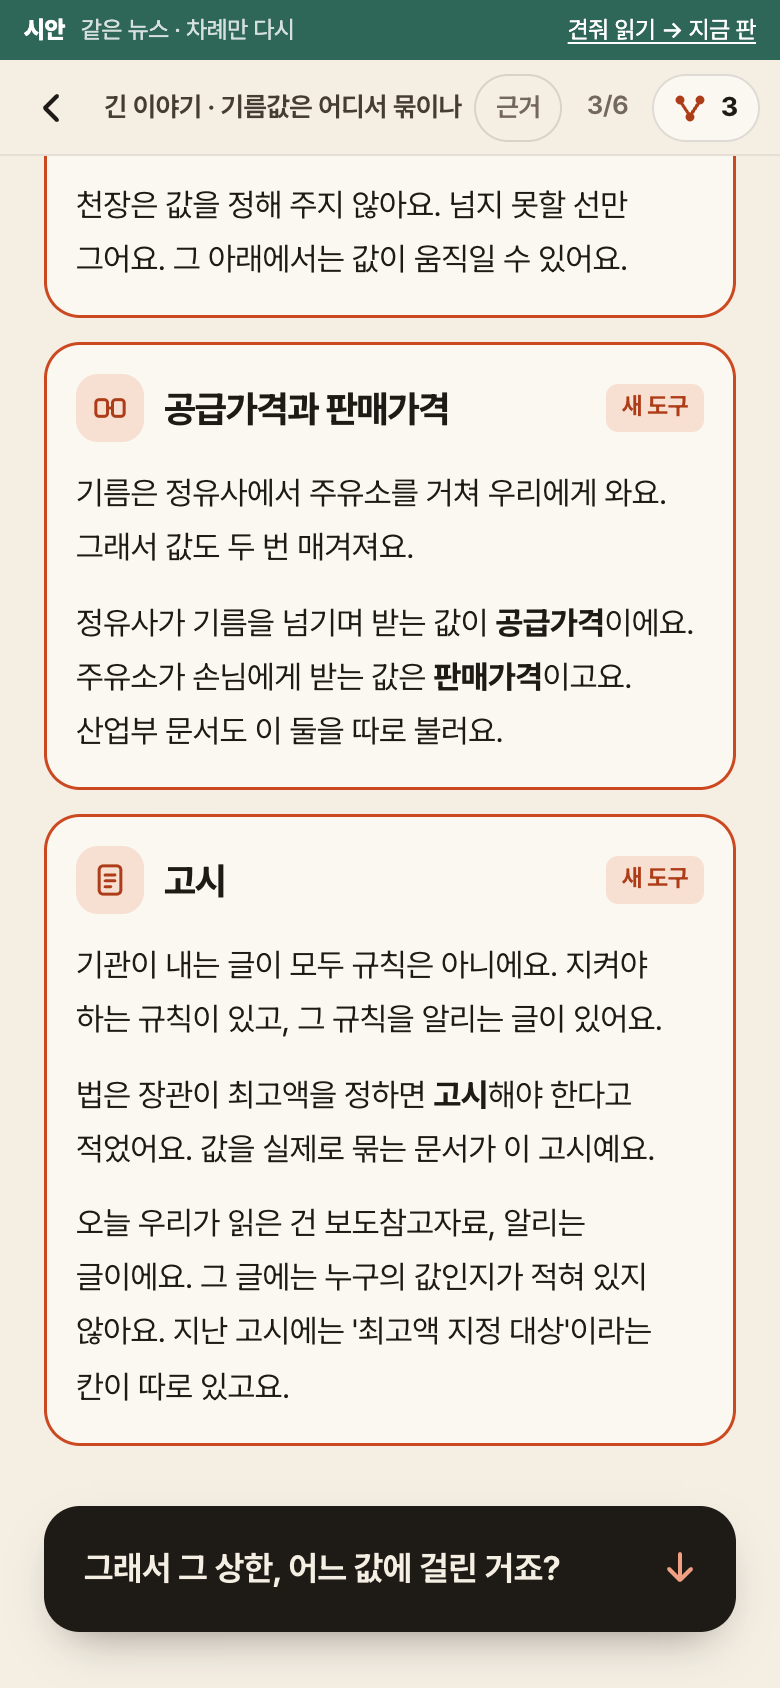 시안 같은 뉴스 · 차례만 다시 견줘 읽기 → 지금 판
긴 이야기 · 기름값은 어디서 묶이나 근거 3/6 3
천장은 값을 정해 주지 않아요. 넘지 못할 선만
그어요. 그 아래에서는 값이 움직일 수 있어요.
공급가격과 판매가격 새 도구
기름은 정유사에서 주유소를 거쳐 우리에게 와요.
그래서 값도 두 번 매겨져요.
정유사가 기름을 넘기며 받는 값이 공급가격이에요.
주유소가 손님에게 받는 값은 판매가격이고요.
산업부 문서도 이 둘을 따로 불러요.
고시 새 도구
기관이 내는 글이 모두 규칙은 아니에요. 지켜야
하는 규칙이 있고, 그 규칙을 알리는 글이 있어요.
법은 장관이 최고액을 정하면 고시해야 한다고
적었어요. 값을 실제로 묶는 문서가 이 고시예요.
오늘 우리가 읽은 건 보도참고자료, 알리는
글이에요. 그 글에는 누구의 값인지가 적혀 있지
않아요. 지난 고시에는 '최고액 지정 대상'이라는
칸이 따로 있고요.
그래서 그 상한, 어느 값에 걸린 거죠? ↓